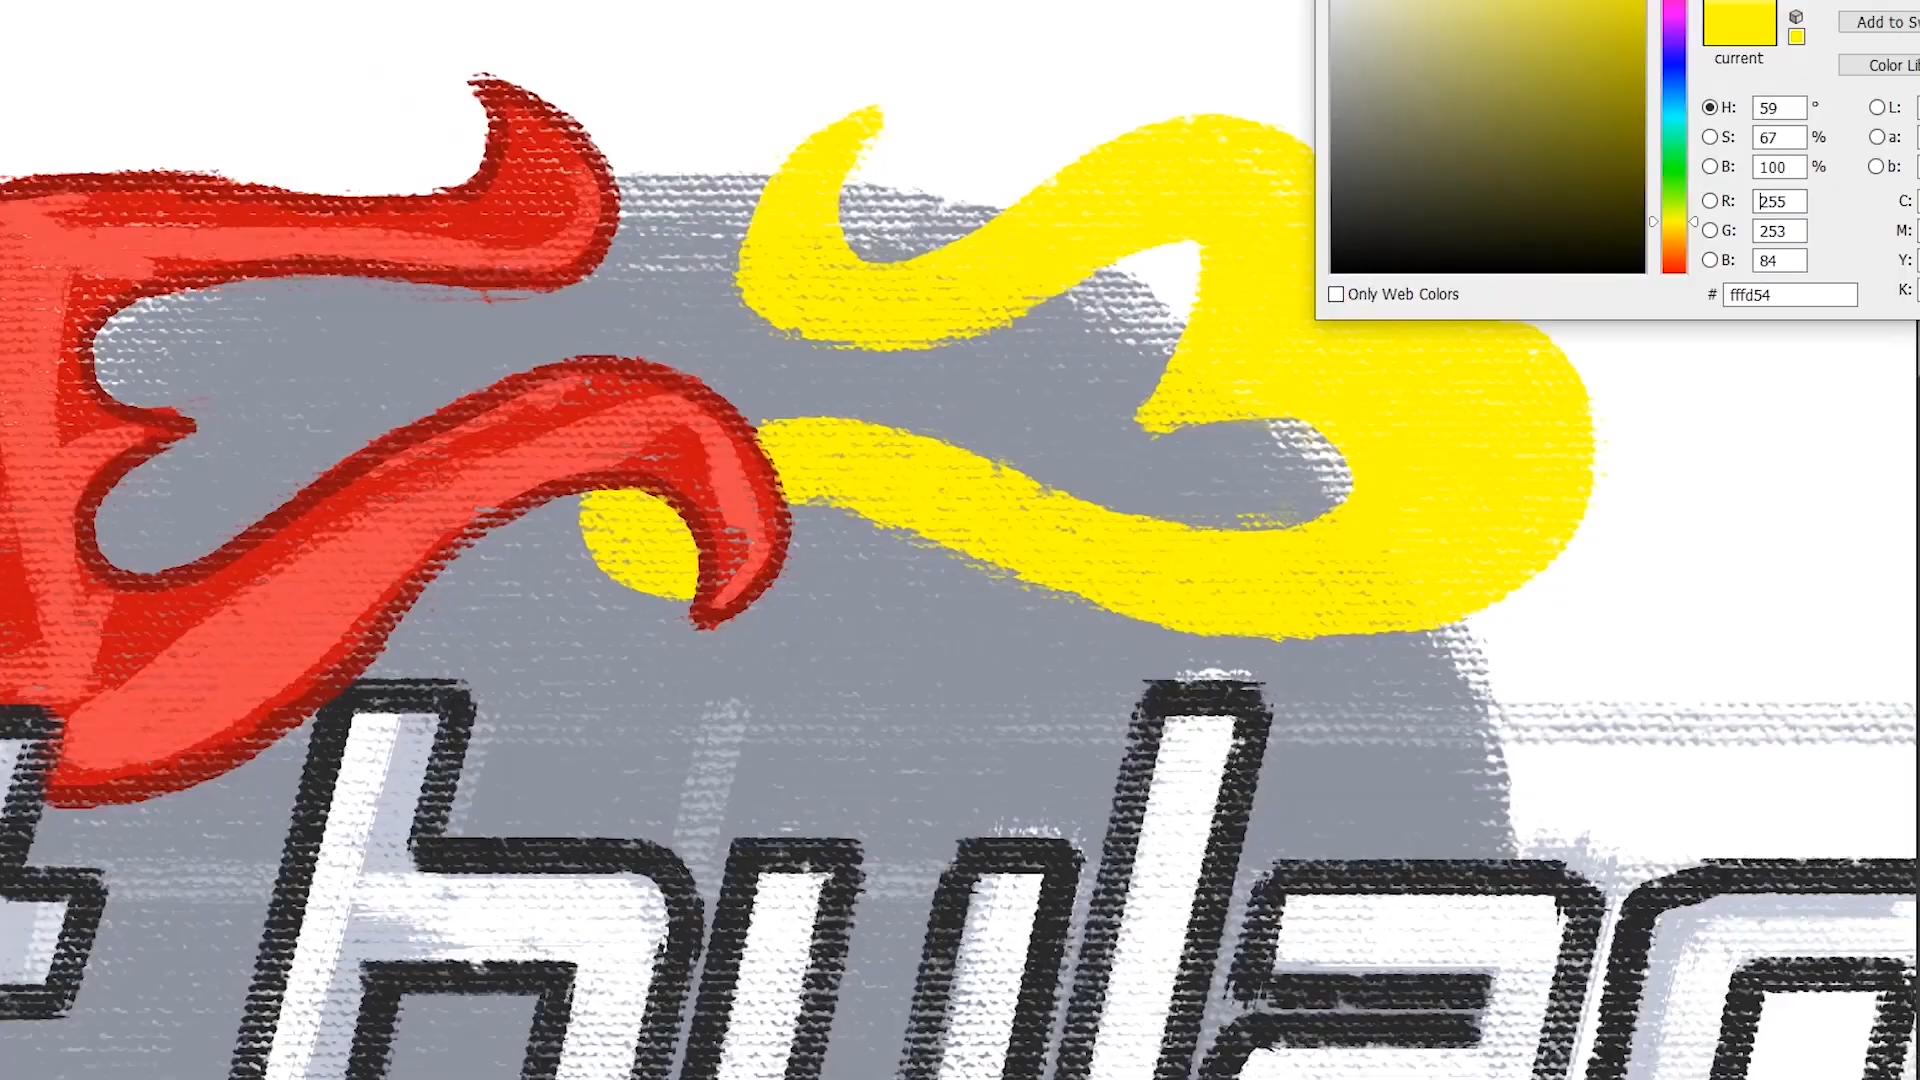 Add to S
current
Color Li
H: 59 °
L:
S: 67 %
a:
B: 100 %
b:
R: 255
C:
G: 253
M:
B: 84
Y:
Only Web Colors
# fffd54
K: